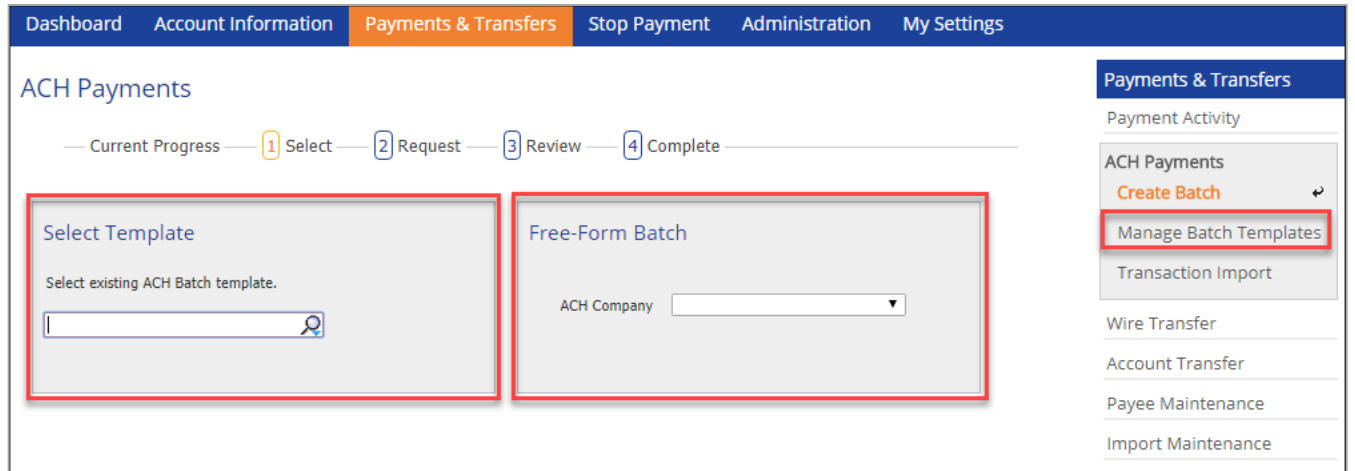 Dashboard Account Information Payments & Transfers Stop Payment Administration My Settings
ACH Payments
Current Progress 1 Select 2 Request 3 Review 4 Complete
Select Template
Select existing ACH Batch template.
Free-Form Batch
ACH Company
Payments & Transfers
Payment Activity
ACH Payments
Create Batch
Manage Batch Templates
Transaction Import
Wire Transfer
Account Transfer
Payee Maintenance
Import Maintenance